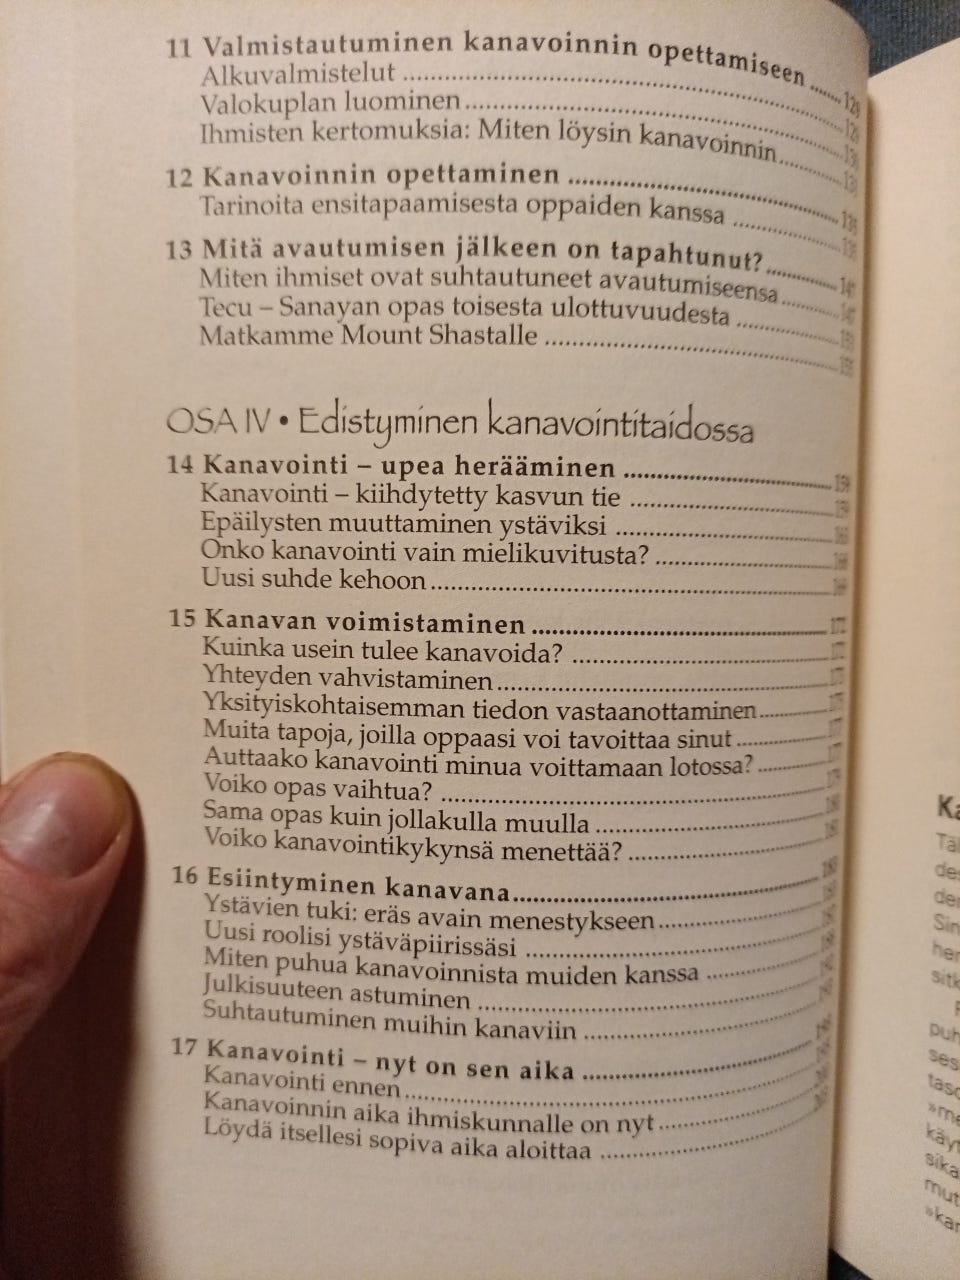 11 Valmistautuminen kanavoinnin opettamiseen ........ 129
Alkuvalmistelut ........ 129
Valokuplan luominen ........
Ihmisten kertomuksia: Miten löysin kanavoinnin ........
12 Kanavoinnin opettaminen ........
Tarinoita ensitapaamisesta oppaiden kanssa ........
13 Mitä avautumisen jälkeen on tapahtunut? ........
Miten ihmiset ovat suhtautuneet avautumiseensa ........
Tecu – Sanayan opas toisesta ulottuvuudesta ........
Matkamme Mount Shastalle ........
OSA IV • Edistyminen kanavointitaidossa
14 Kanavointi – upea herääminen ........ 159
Kanavointi – kiihdytetty kasvun tie ........ 159
Epäilysten muuttaminen ystäviksi ........
Onko kanavointi vain mielikuvitusta? ........
Uusi suhde kehoon ........
15 Kanavan voimistaminen ........
Kuinka usein tulee kanavoida? ........
Yhteyden vahvistaminen ........
Yksityiskohtaisemman tiedon vastaanottaminen ........
Muita tapoja, joilla oppaasi voi tavoittaa sinut ........
Auttaako kanavointi minua voittamaan lotossa? ........
Voiko opas vaihtua? ........
Sama opas kuin jollakulla muulla ........
Voiko kanavointikykynsä menettää? ........
16 Esiintyminen kanavana ........
Ystävien tuki: eräs avain menestykseen ........
Uusi roolisi ystäväpiirissäsi ........
Miten puhua kanavoinnista muiden kanssa ........
Julkisuuteen astuminen ........
Suhtautuminen muihin kanaviin ........
17 Kanavointi – nyt on sen aika ........
Kanavointi ennen ........
Kanavoinnin aika ihmiskunnalle on nyt ........
Löydä itsellesi sopiva aika aloittaa ........